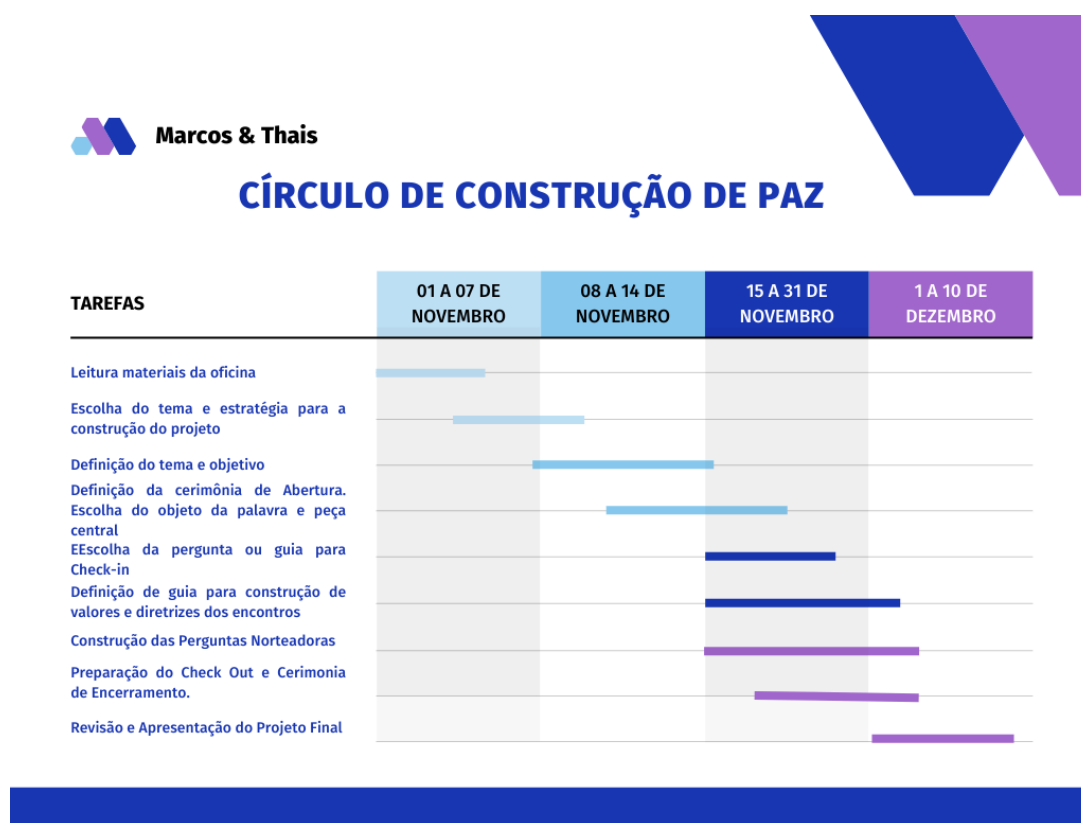 Marcos & Thais
CÍRCULO DE CONSTRUÇÃO DE PAZ
TAREFAS
01 A 07 DE
NOVEMBRO
08 A 14 DE
NOVEMBRO
15 A 31 DE
NOVEMBRO
1 A 10 DE
DEZEMBRO
Leitura materiais da oficina
Escolha do tema e estratégia para a
construção do projeto
Definição do tema e objetivo
Definição da cerimônia de Abertura.
Escolha do objeto da palavra e peça
central
EEscolha da pergunta ou guia para
Check-in
Definição de guia para construção de
valores e diretrizes dos encontros
Construção das Perguntas Norteadoras
Preparação do Check Out e Cerimonia
de Encerramento.
Revisão e Apresentação do Projeto Final